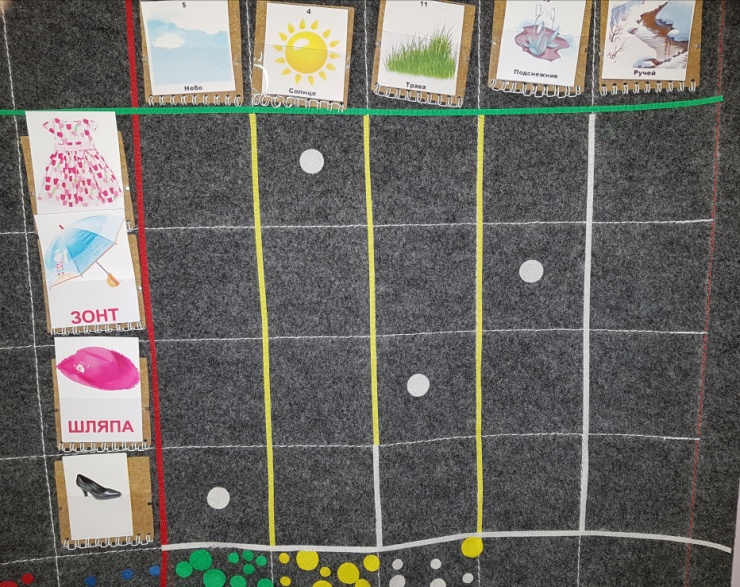 5
Небо
4
Солнце
11
Трава
Подснежник
Ручей
ЗОНТ
ШЛЯПА